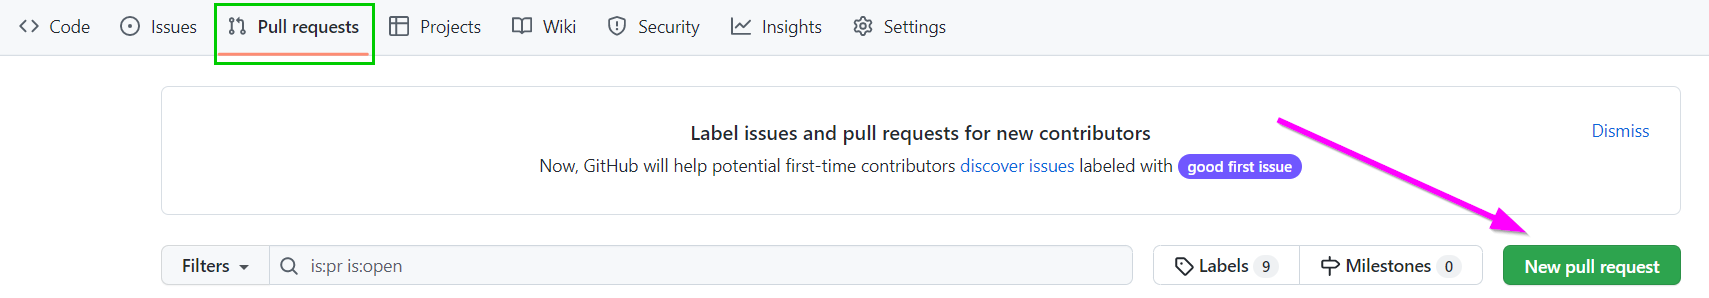 Code Issues Pull requests Projects Wiki Security Insights Settings
Label issues and pull requests for new contributors
Dismiss
Now, GitHub will help potential first-time contributors discover issues labeled with good first issue
Filters is:pr is:open Labels 9 Milestones 0 New pull request